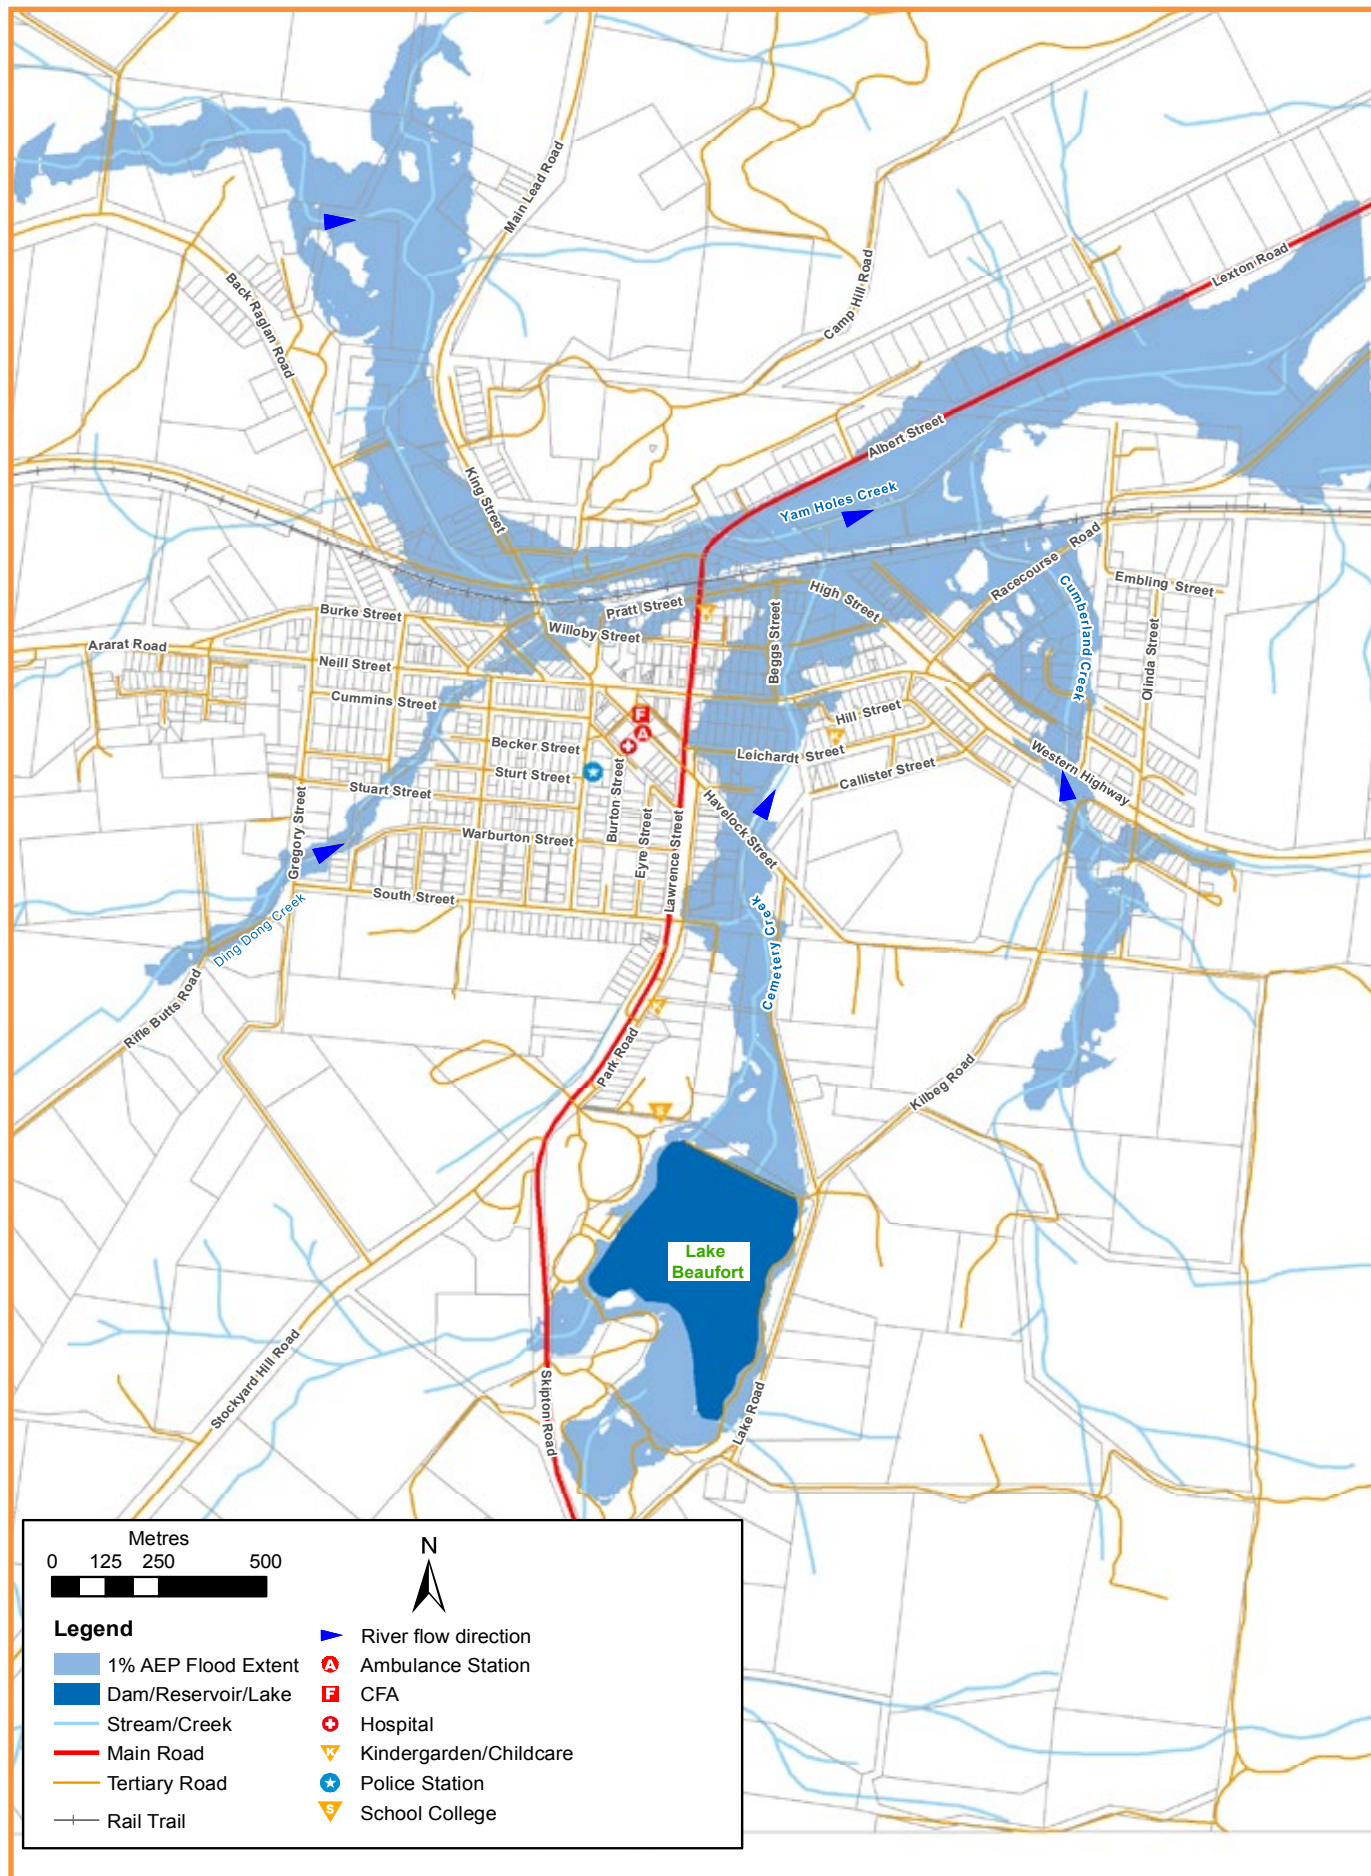 Main Lead Road
Lexton Road
Camp Hill Road
Back Raglan Road
Albert Street
King Street
Yam Holes Creek
Racecourse Road
Embling Street
Cumberland Creek
High Street
Pratt Street
K
Burke Street
Willoby Street
Beggs Street
Olinda Street
Ararat Road
Neill Street
Cummins Street
F
A
Hill Street
K
Becker Street
Leichardt Street
Western Highway
Sturt Street
Callister Street
Stuart Street
Burton Street
Havelock Street
Gregory Street
Eyre Street
Warburton Street
Lawrence Street
South Street
Ding Dong Creek
Cemetery Creek
Rifle Butts Road
K
Park Road
Kilbeg Road
S
Lake
Beaufort
Stockyard Hill Road
Skipton Road
Lake Road
Metres
0 125 250 500
N
Legend
1% AEP Flood Extent
Dam/Reservoir/Lake
Stream/Creek
Main Road
Tertiary Road
Rail Trail
River flow direction
A Ambulance Station
F CFA
Hospital
K Kindergarden/Childcare
Police Station
S School College